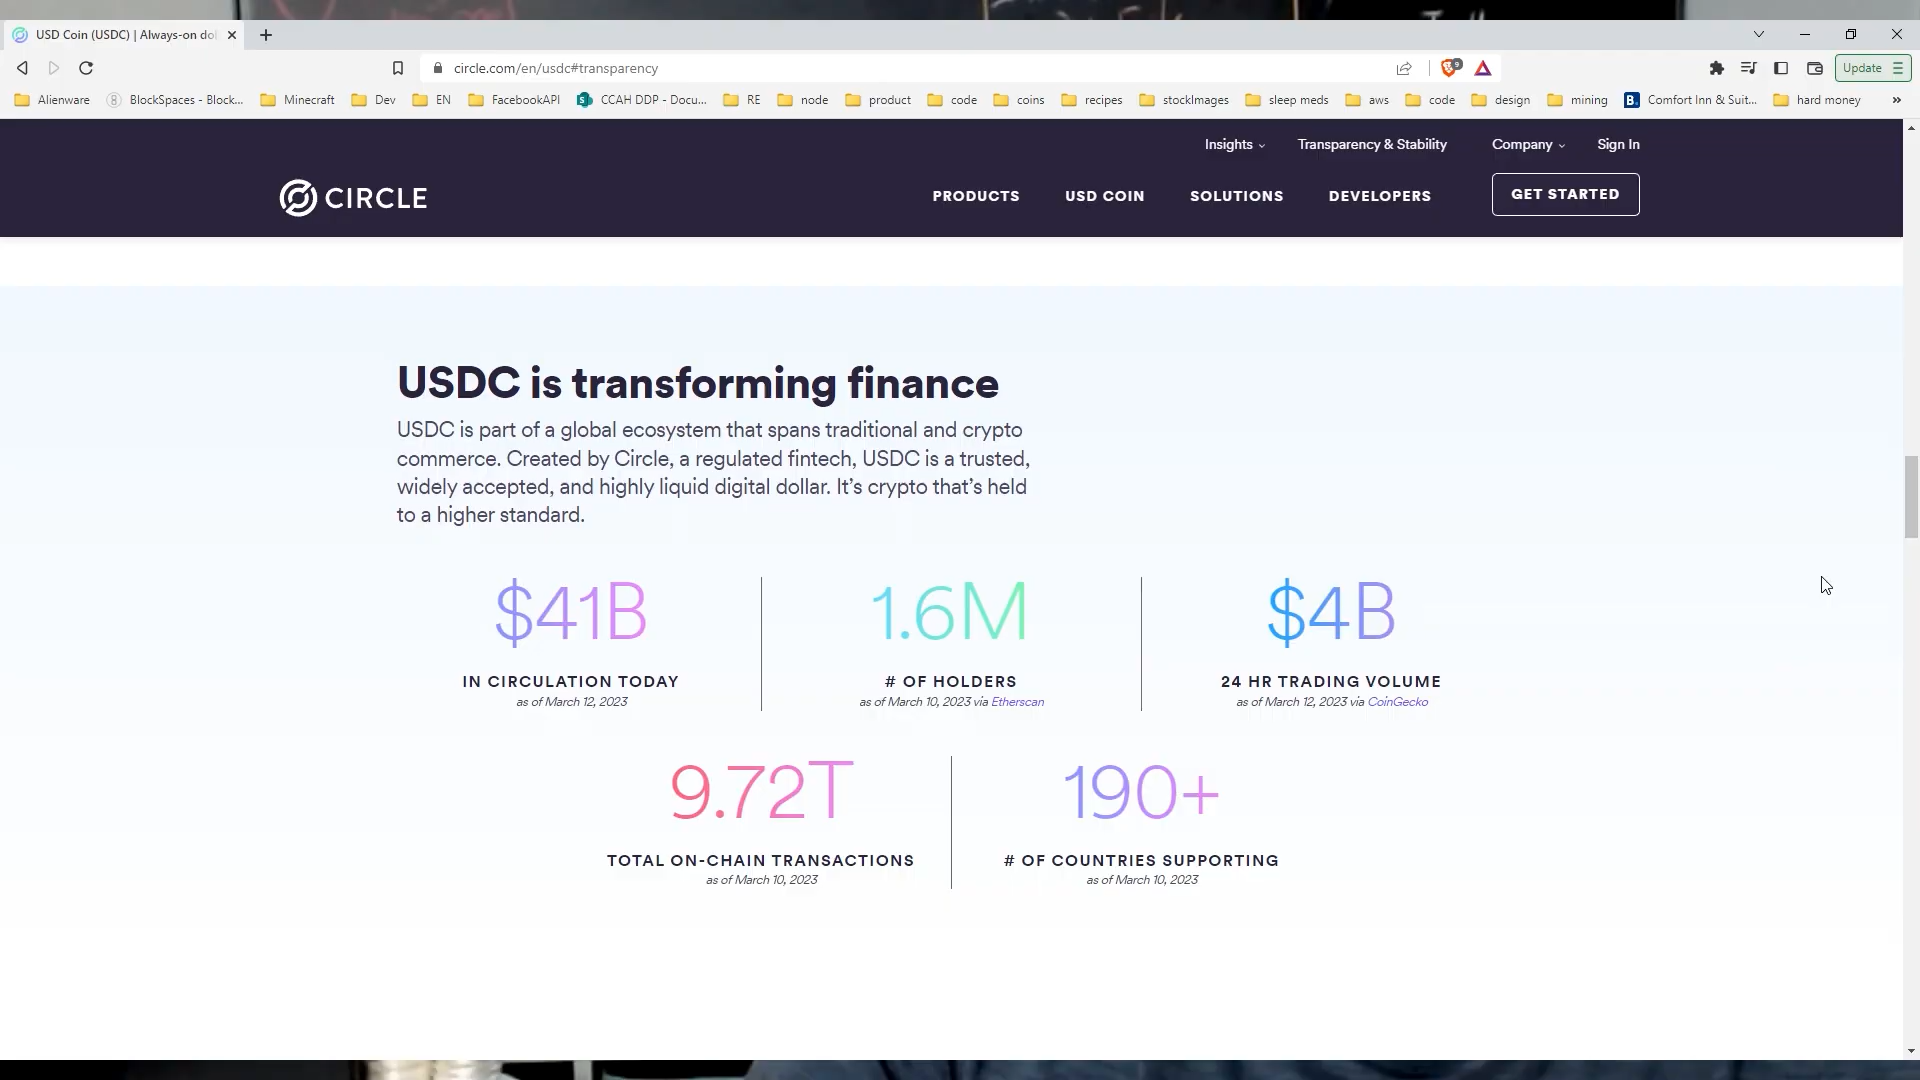 USD Coin (USDC) | Always-on dol
circle.com/en/usdc#transparency
9
Update
Alienware
BlockSpaces - Block...
Minecraft
Dev
EN
FacebookAPI
CCAH DDP - Docu...
RE
node
product
code
coins
recipes
stockImages
sleep meds
aws
code
design
mining
B.
Comfort Inn & Suit...
hard money
»
Insights
Transparency & Stability
Company
Sign In
CIRCLE
PRODUCTS
USD COIN
SOLUTIONS
DEVELOPERS
GET STARTED
USDC is transforming finance
USDC is part of a global ecosystem that spans traditional and crypto
commerce. Created by Circle, a regulated fintech, USDC is a trusted,
widely accepted, and highly liquid digital dollar. It’s crypto that’s held
to a higher standard.
$41B
IN CIRCULATION TODAY
as of March 12, 2023
1.6M
# OF HOLDERS
as of March 10, 2023 via Etherscan
$4B
24 HR TRADING VOLUME
as of March 12, 2023 via CoinGecko
9.72T
TOTAL ON-CHAIN TRANSACTIONS
as of March 10, 2023
190+
# OF COUNTRIES SUPPORTING
as of March 10, 2023